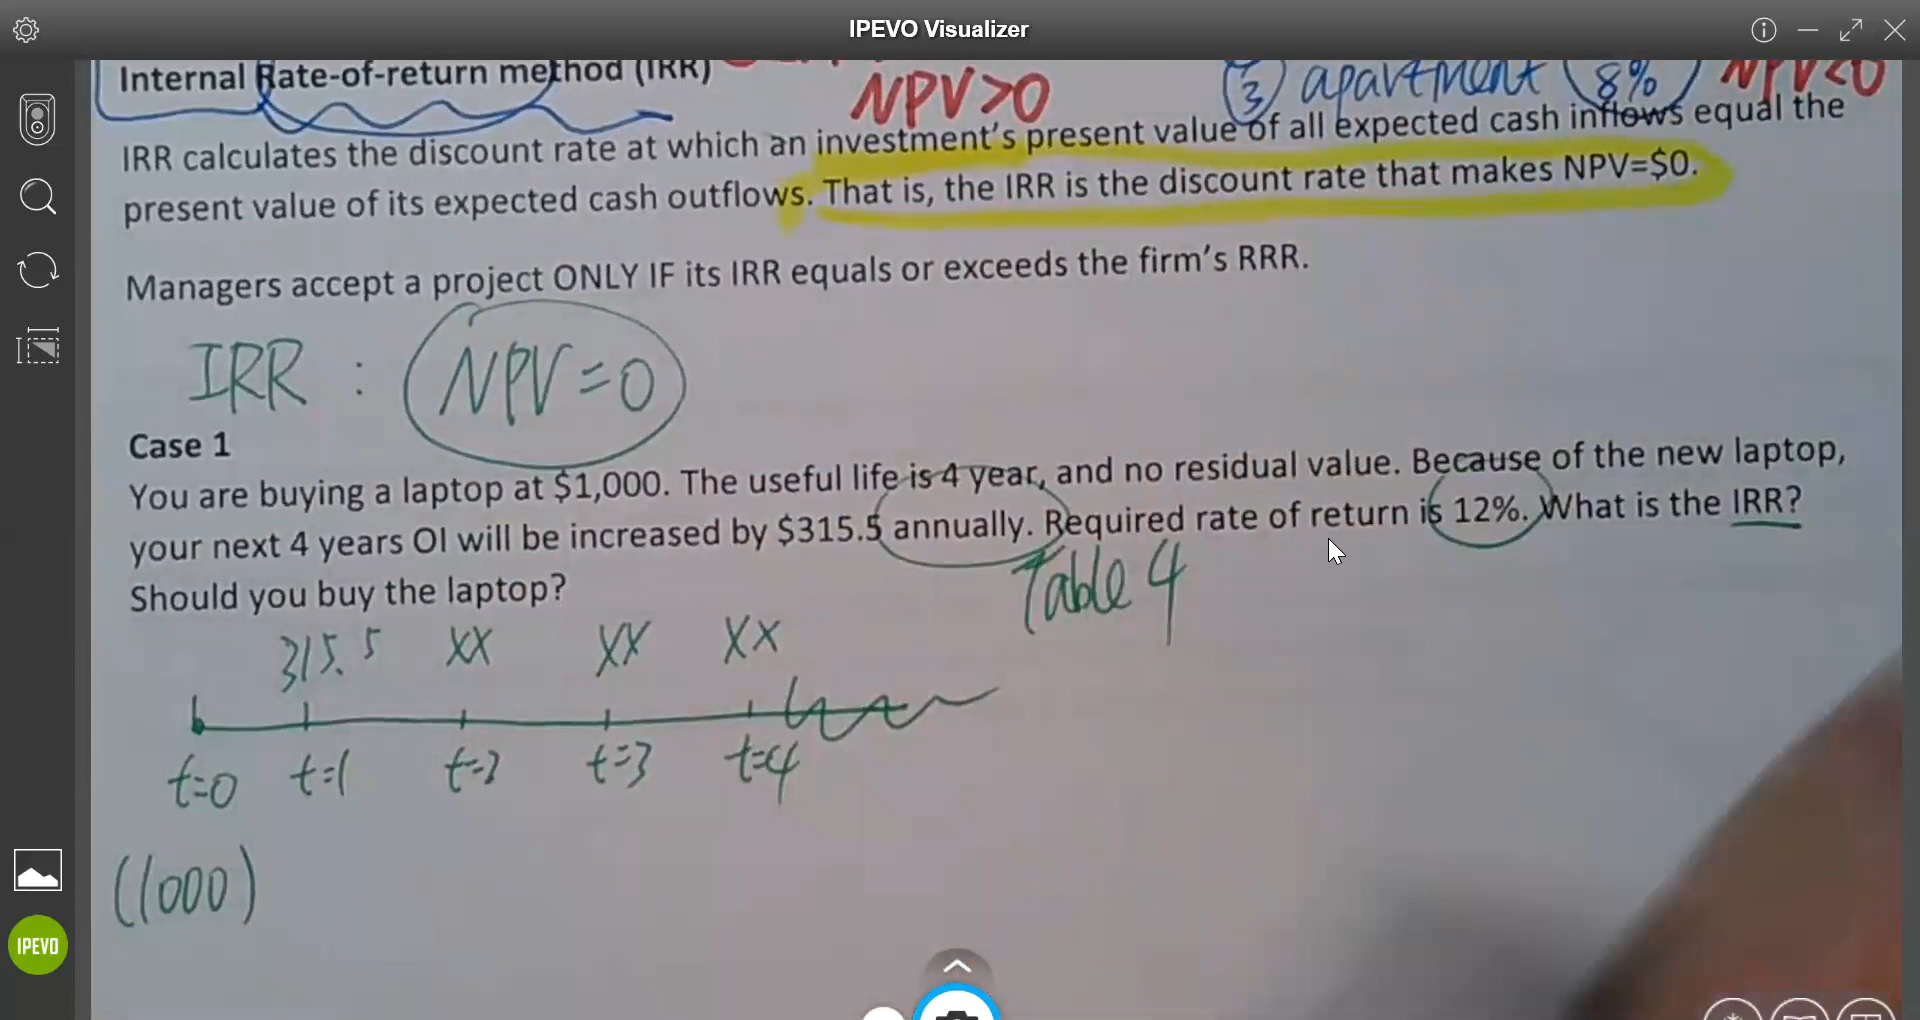 IPEVO Visualizer
Internal Rate-of-return method (IRR)
NPV>0
3 apartment (8%) NPV<0
IRR calculates the discount rate at which an investment's present value of all expected cash inflows equal the
present value of its expected cash outflows. That is, the IRR is the discount rate that makes NPV=$0.
Managers accept a project ONLY IF its IRR equals or exceeds the firm's RRR.
IRR : NPV=0
Case 1
You are buying a laptop at $1,000. The useful life is 4 year, and no residual value. Because of the new laptop,
your next 4 years OI will be increased by $315.5 annually. Required rate of return is 12%. What is the IRR?
Should you buy the laptop?
Table 4
315.5 XX XX XX
t=0 t=1 t=2 t=3 t=4
(1000)
IPEVO